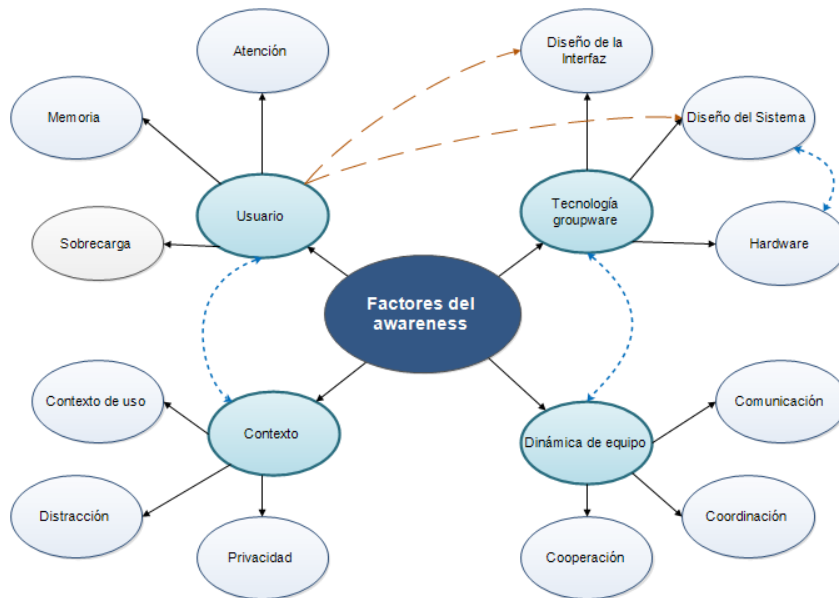 Atención
Diseño de la
Interfaz
Memoria
Diseño del Sistema
Usuario
Tecnología
groupware
Sobrecarga
Hardware
Factores del
awareness
Contexto de uso
Comunicación
Contexto
Dinámica de equipo
Distracción
Coordinación
Privacidad
Cooperación